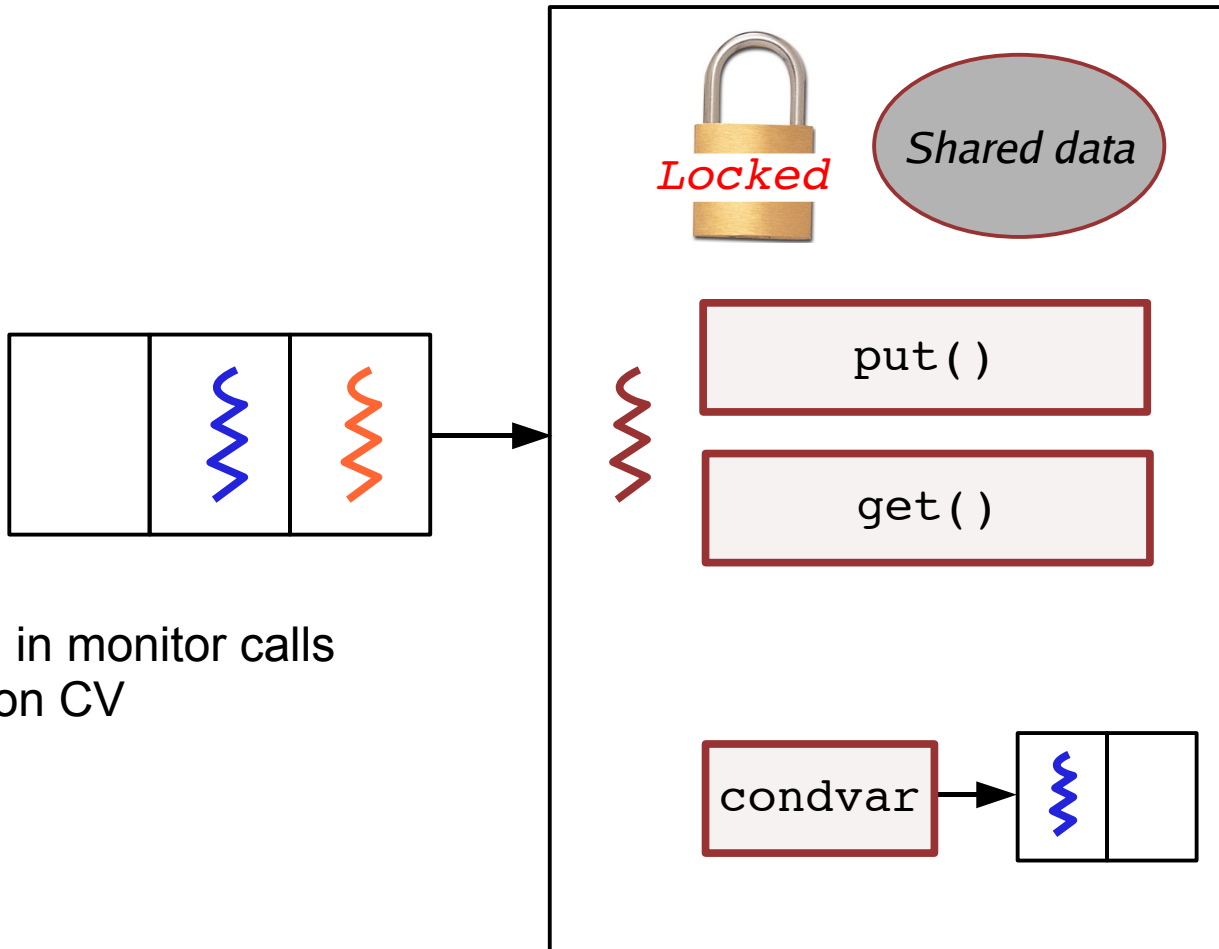 Locked
Shared data
put()
get()
in monitor calls
on CV
condvar